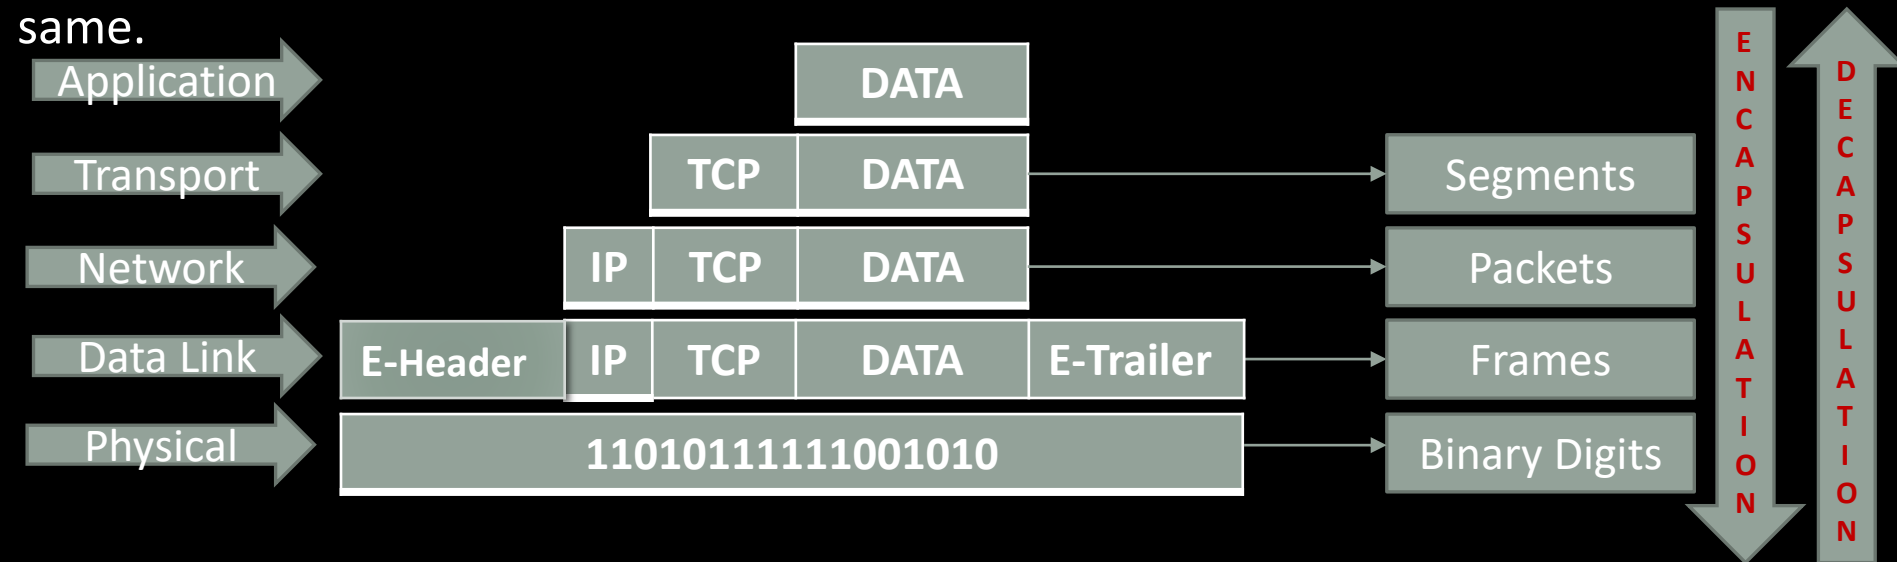 same.
Application
DATA
Transport
TCP DATA
Segments
Network
IP TCP DATA
Packets
Data Link
E-Header IP TCP DATA E-Trailer
Frames
Physical
11010111111001010
Binary Digits
ENCAPSULATION
DECAPSULATION